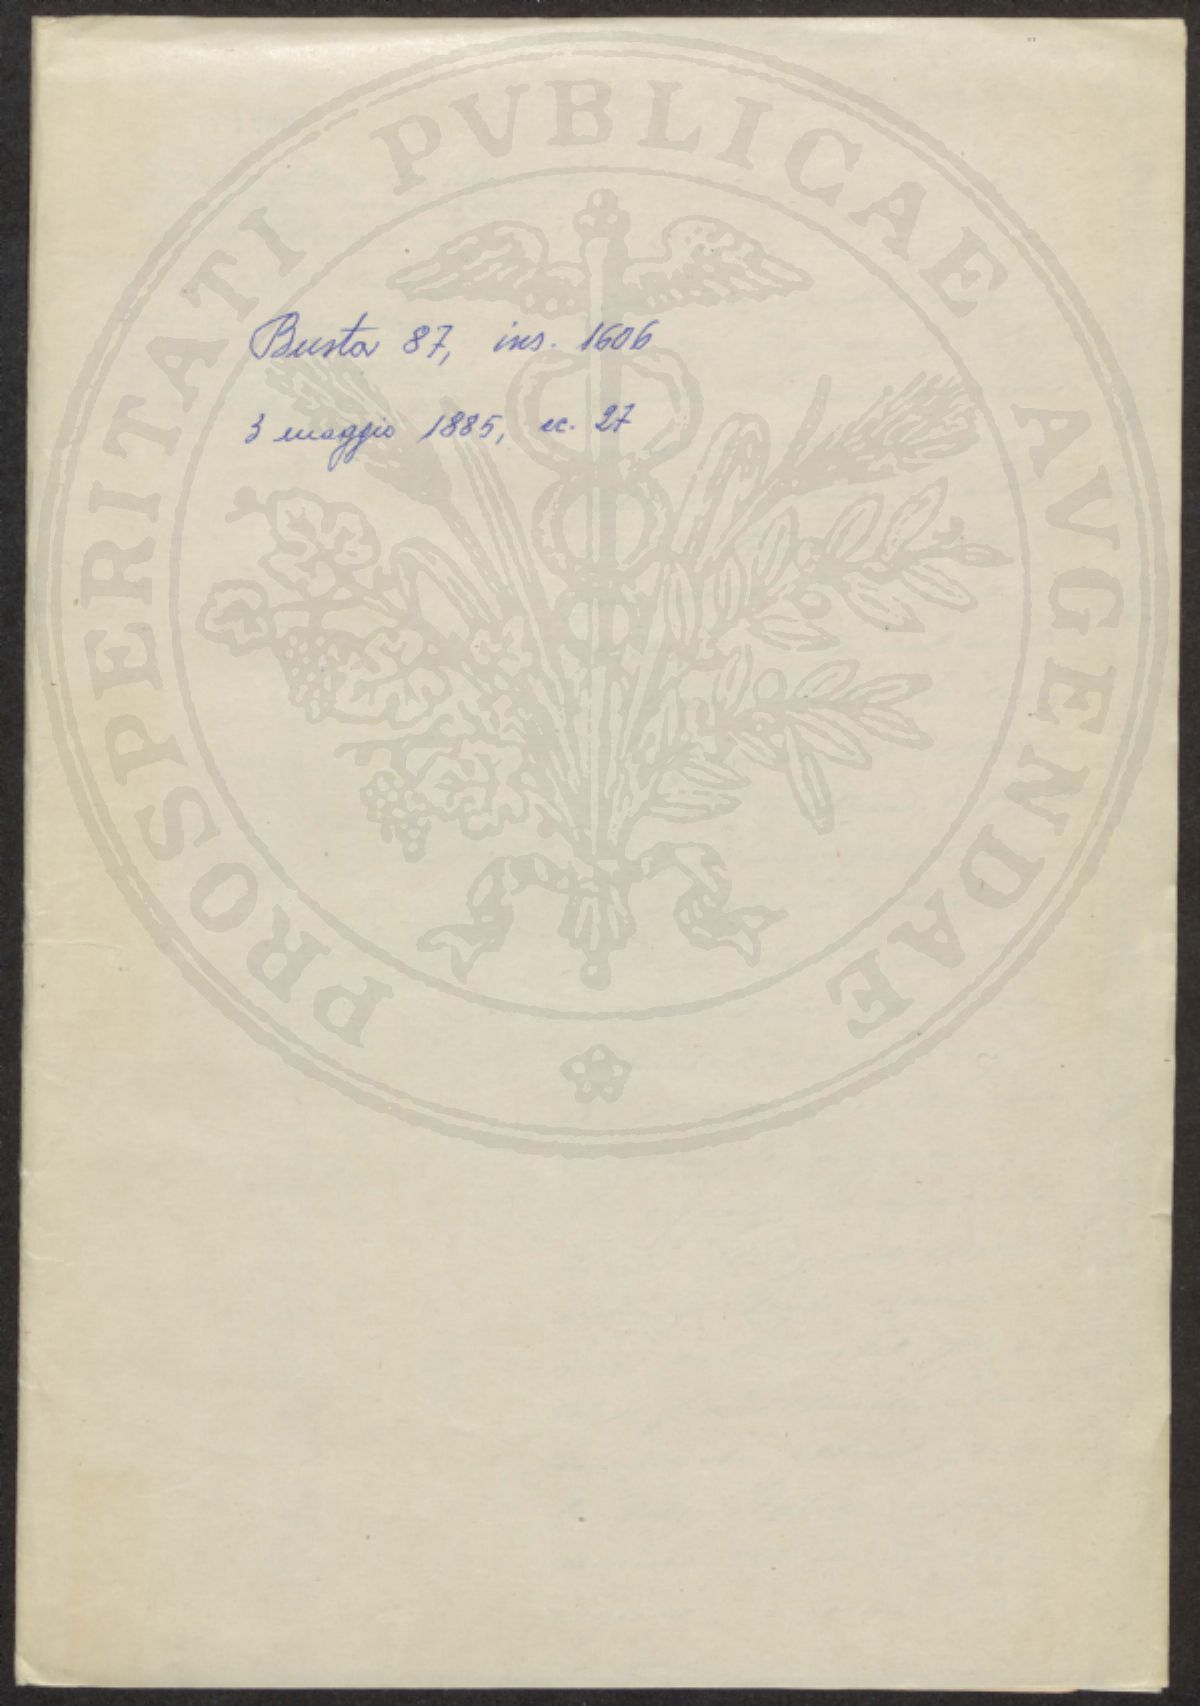 PROSPERITATI PVBLICAE AVGENDAE
Busta 87, ins. 1606
3 maggio 1885, cc. 27